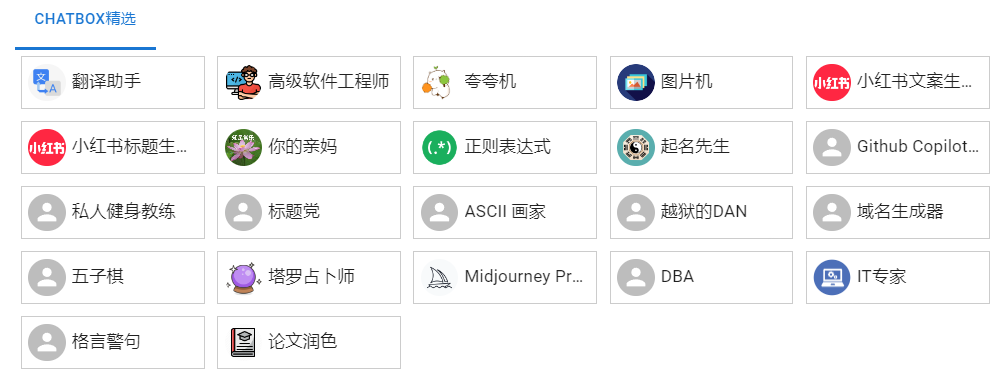 CHATBOX精选
翻译助手
高级软件工程师
夸夸机
图片机
小红书
小红书文案生...
小红书
小红书标题生...
你的亲妈
(.*)
正则表达式
起名先生
Github Copilot...
私人健身教练
标题党
ASCII 画家
越狱的DAN
域名生成器
五子棋
塔罗占卜师
Midjourney Pr...
DBA
IT专家
格言警句
论文润色